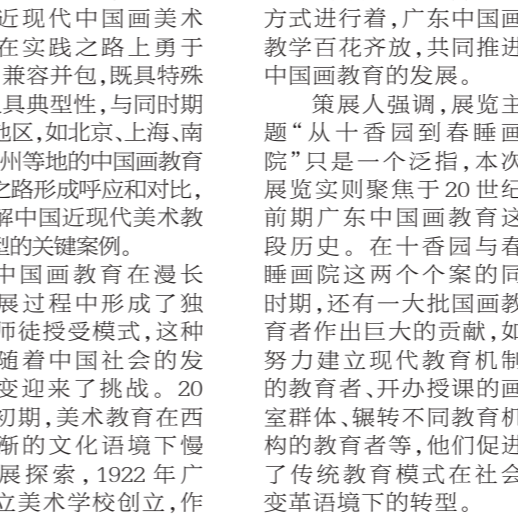 近现代中国画美术
在实践之路上勇于
兼容并包,既具特殊
具典型性,与同时期
地区,如北京、上海、南
州等地的中国画教育
之路形成呼应和对比,
解中国近现代美术教
型的关键案例。
中国画教育在漫长
展过程中形成了独
师徒授受模式,这种
随着中国社会的发
变迎来了挑战。20
初期,美术教育在西
渐的文化语境下慢
展探索,1922年广
立美术学校创立,作
方式进行着,广东中国画
教学百花齐放,共同推进
中国画教育的发展。
策展人强调,展览主
题“从十香园到春睡画
院”只是一个泛指,本次
展览实则聚焦于20世纪
前期广东中国画教育这
段历史。在十香园与春
睡画院这两个个案的同
时期,还有一大批国画教
育者作出巨大的贡献,如
努力建立现代教育机制
的教育者、开办授课的画
室群体、辗转不同教育机
构的教育者等,他们促进
了传统教育模式在社会
变革语境下的转型。